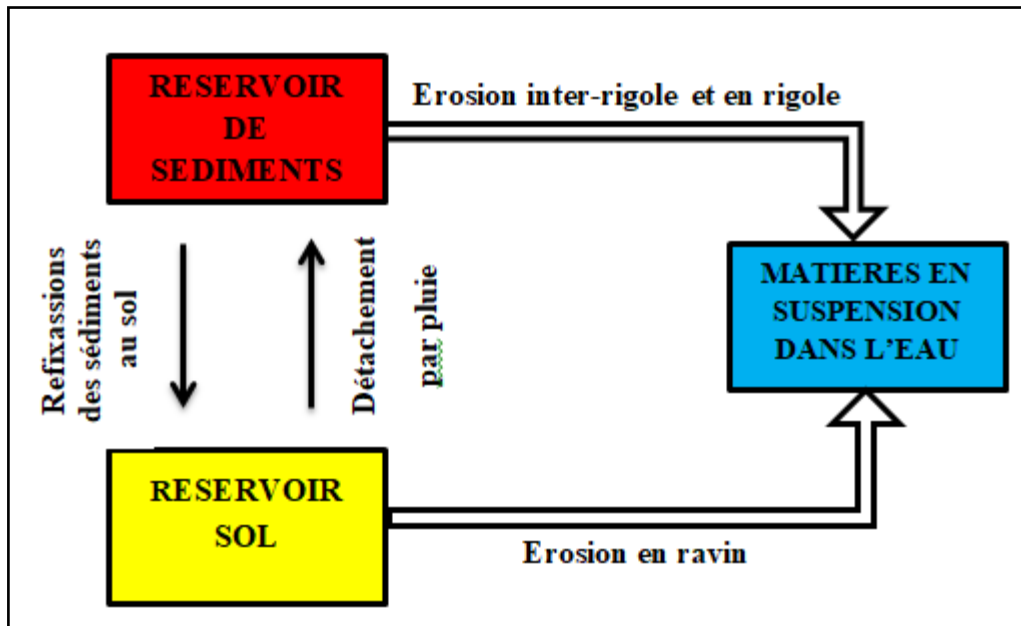 RESERVOIR
DE
SEDIMENTS
Erosion inter-rigole et en rigole
Refixassions
des sédiments
au sol
Détachement
par pluie
MATIERES EN
SUSPENSION
DANS L’EAU
RESERVOIR
SOL
Erosion en ravin